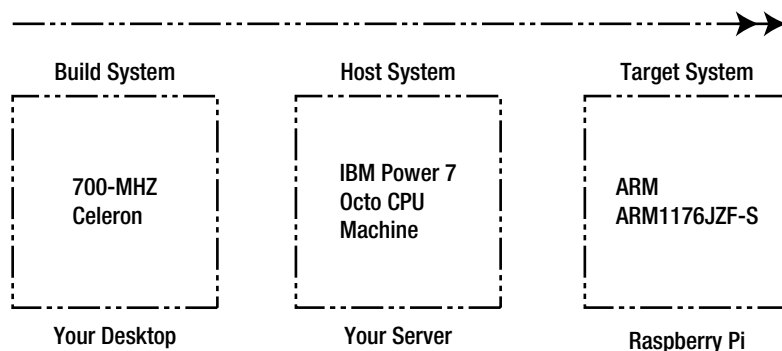 Build System
Host System
Target System
700-MHZ
Celeron
IBM Power 7
Octo CPU
Machine
ARM
ARM1176JZF-S
Your Desktop
Your Server
Raspberry Pi